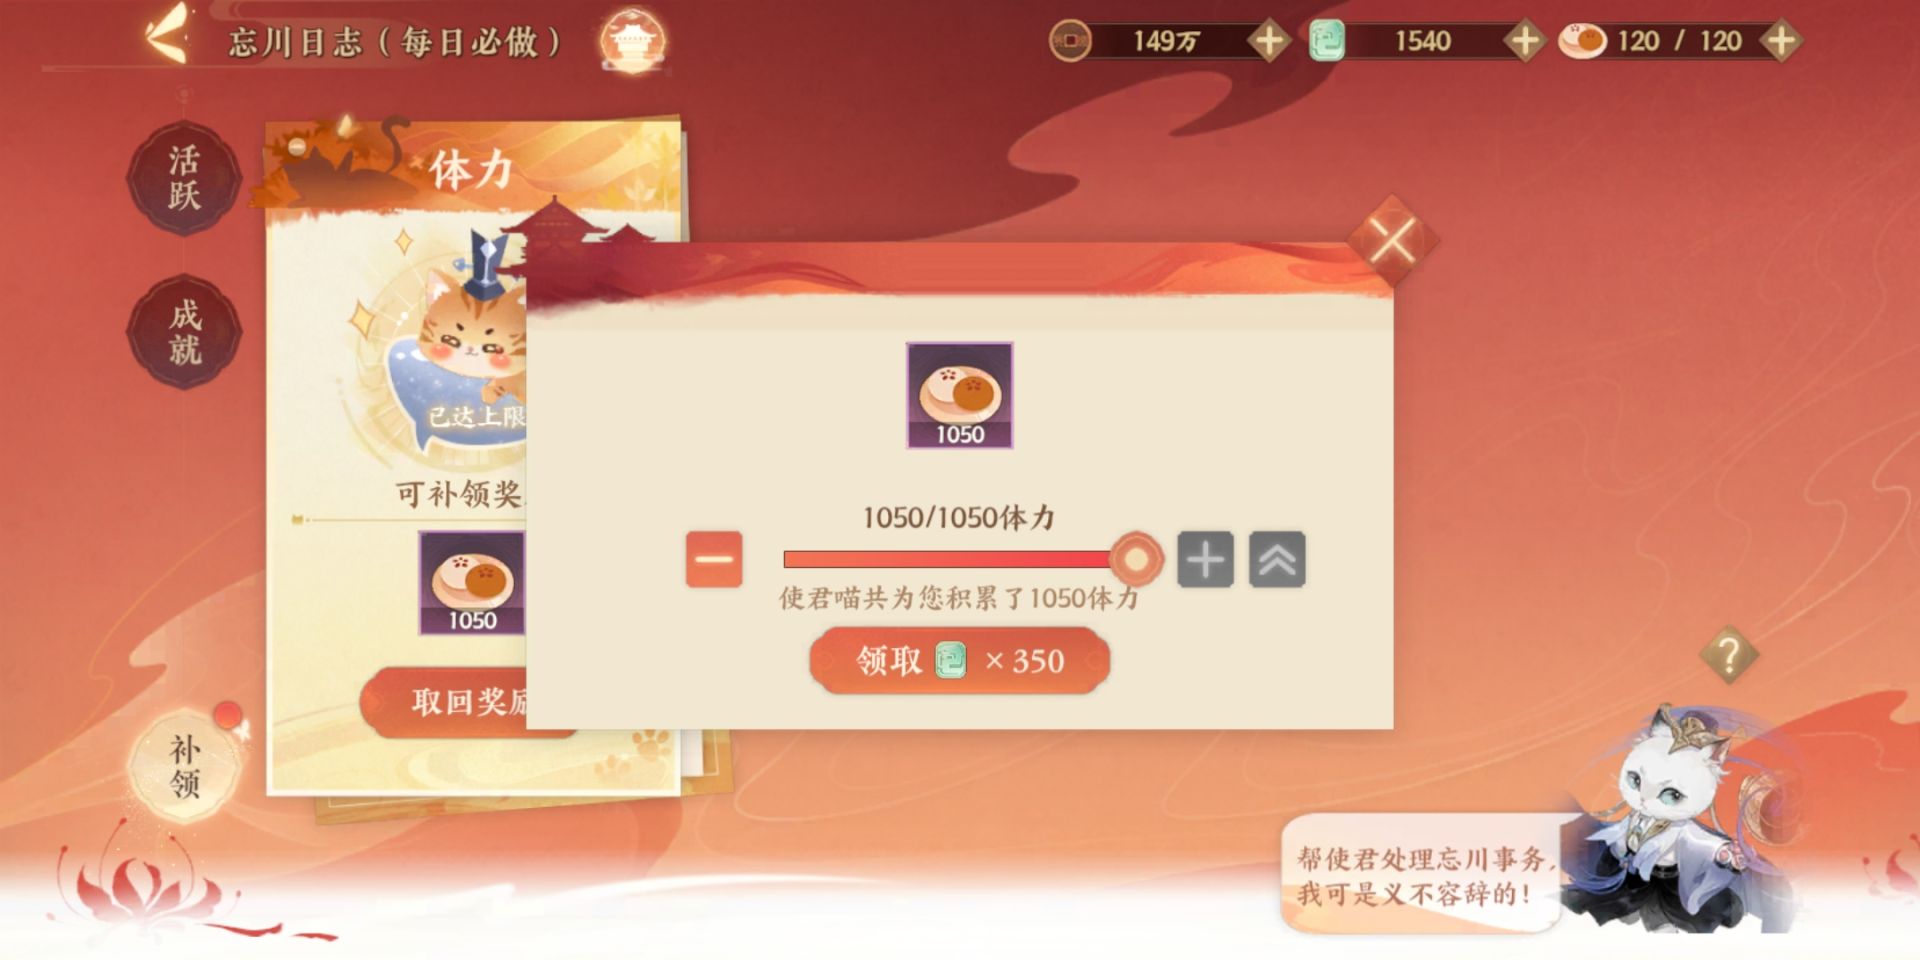 忘川日志（每日必做）
149万
1540
120 / 120
活跃
成就
补领
体力
已达上限
可补领奖
1050
取回奖励
1050
1050/1050体力
使君喵共为您积累了1050体力
领取 ×350
?
帮使君处理忘川事务，
我可是义不容辞的！